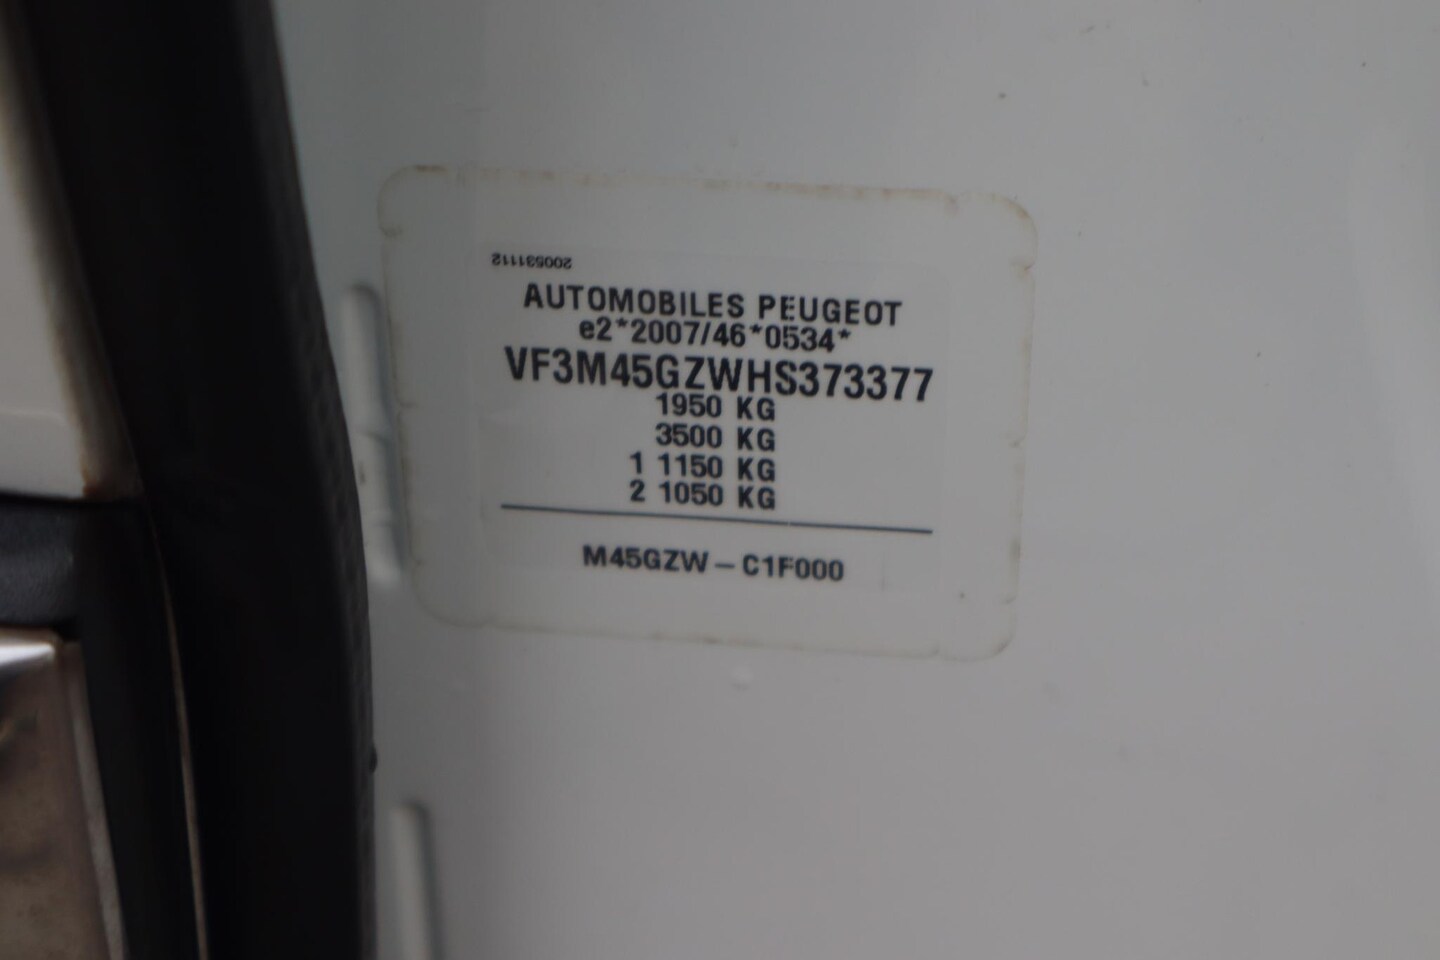 200531112
AUTOMOBILES PEUGEOT
e2*2007/46*0534*
VF3M45GZWHS373377
1950 KG
3500 KG
1 1150 KG
2 1050 KG
M45GZW – C1F000